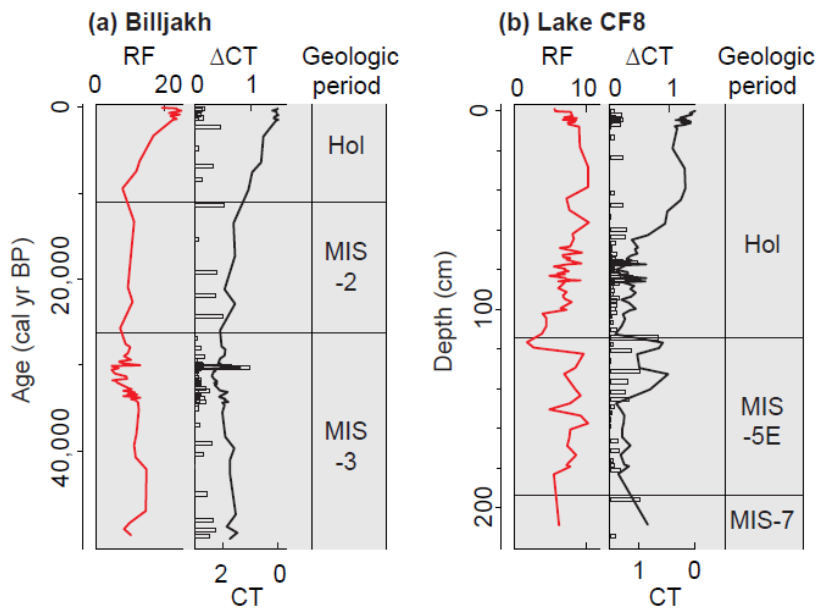 (a) Billjakh
RF ΔCT Geologic
0 20 0 1 period
0
20,000
40,000
Age (cal yr BP)
Hol
MIS
-2
MIS
-3
2 0
CT
(b) Lake CF8
RF ΔCT Geologic
0 10 0 1 period
0
100
200
Depth (cm)
Hol
MIS
-5E
MIS-7
1 0
CT